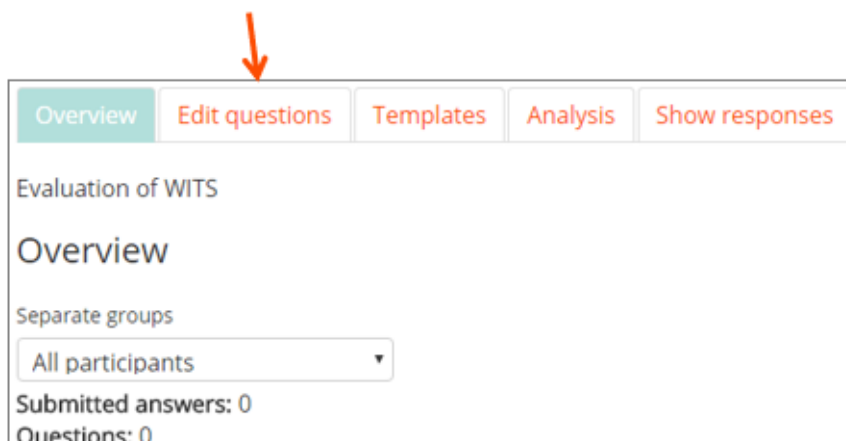 Overview Edit questions Templates Analysis Show responses
Evaluation of WITS
Overview
Separate groups
All participants
Submitted answers: 0
Questions: 0